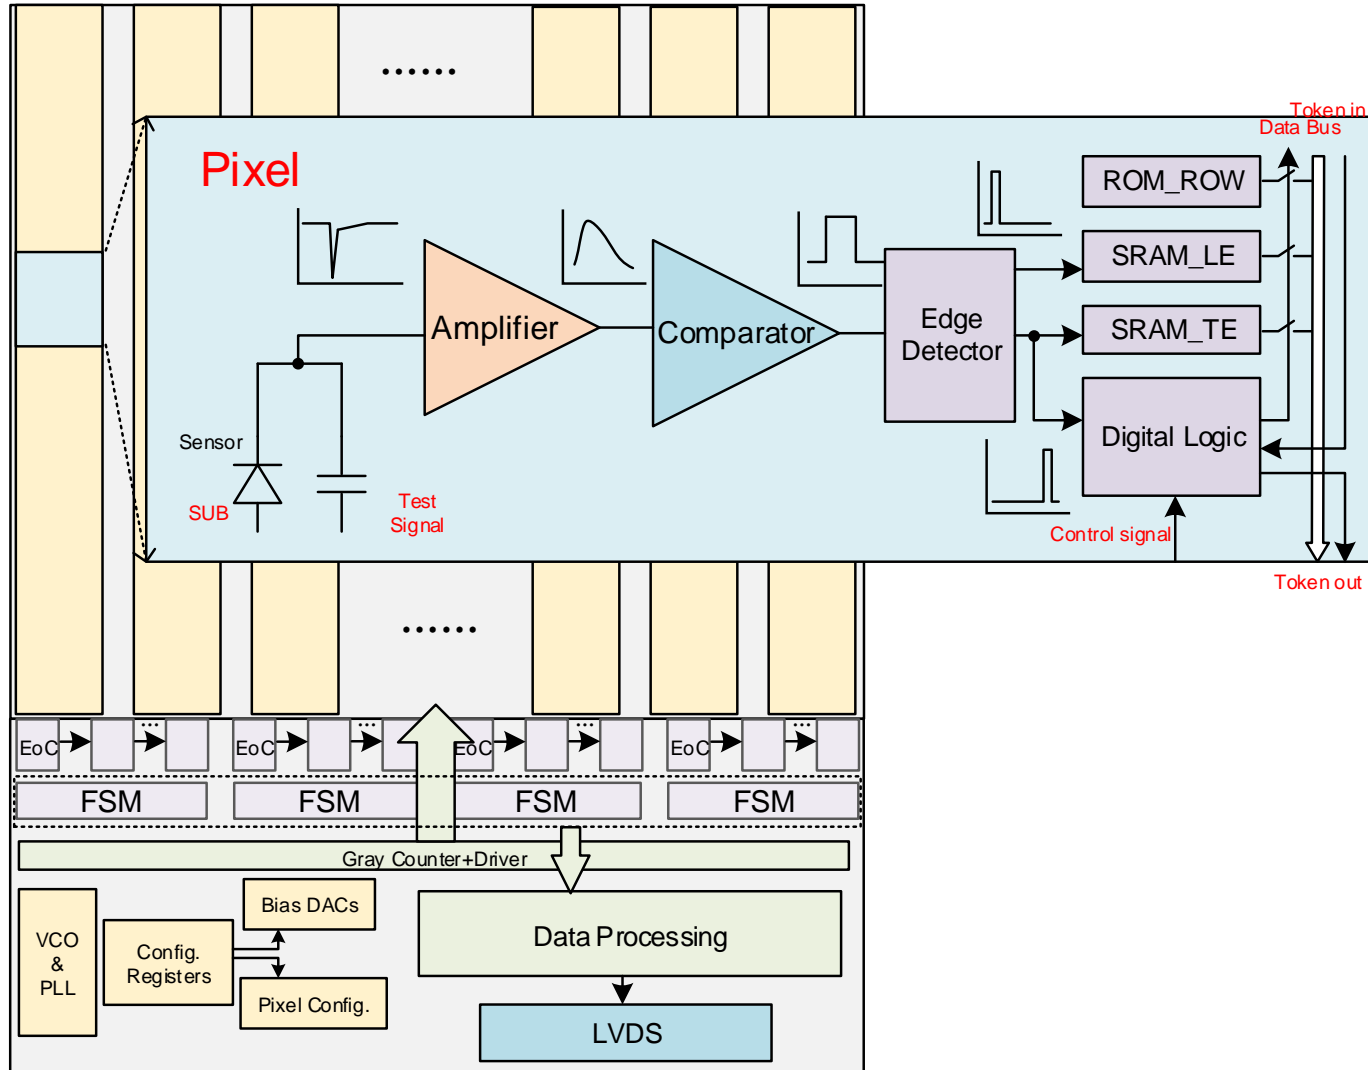 ......
Token in
Data Bus
Pixel
ROM_ROW
SRAM_LE
SRAM_TE
Amplifier
Comparator
Edge
Detector
Digital Logic
Sensor
SUB
Test
Signal
Control signal
Token out
......
... ... ... ...
EoC EoC EoC EoC
FSM FSM FSM FSM
Gray Counter+Driver
Bias DACs
VCO
&
PLL
Config.
Registers
Pixel Config.
Data Processing
LVDS